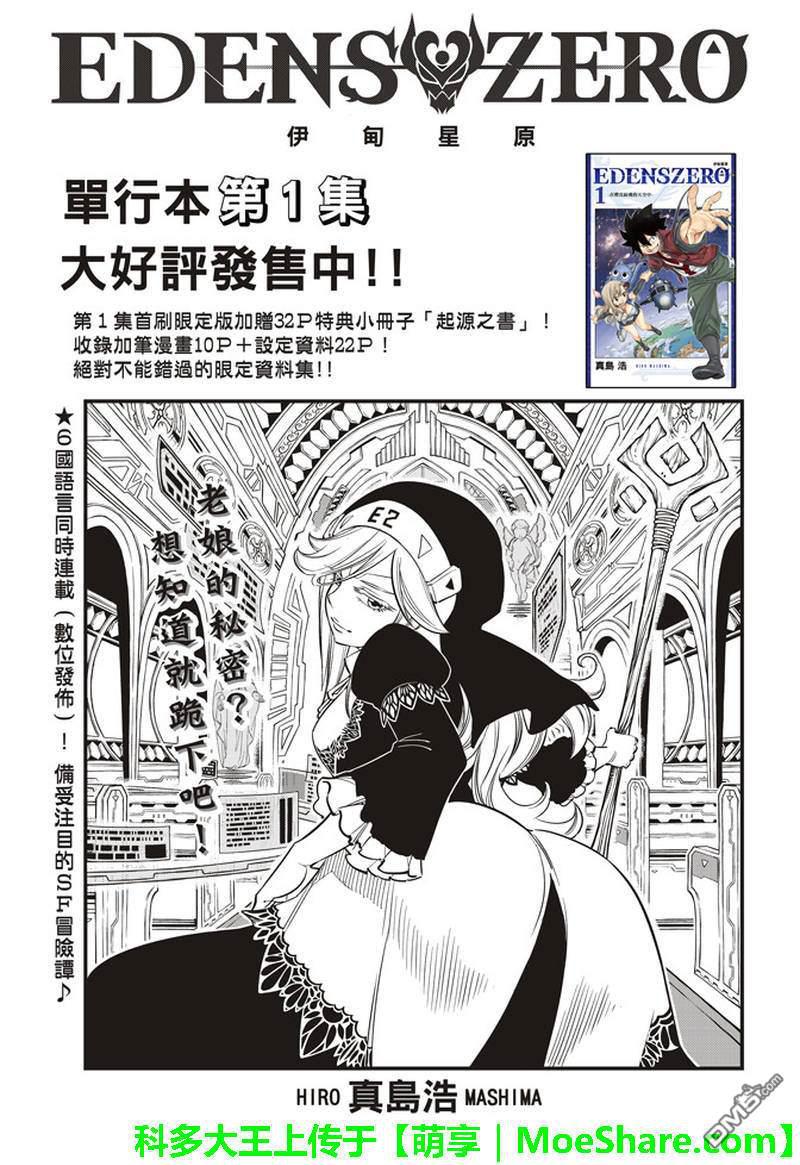 EDENS ZERO
伊甸星原
單行本第1集
大好評發售中!!
第1集首刷限定版加贈32P特典小冊子「起源之書」!
收錄加筆漫畫10P+設定資料22P!
絕對不能錯過的限定資料集!!
EDENSZERO
1
真島 浩
HIRO MASHIMA
★6國語言同時連載(數位發佈)! 備受注目的SF冒險譚♪
老娘的秘密?
想知道就跪下吧!
EZ
HIRO 真島浩 MASHIMA
DM5.com
科多大王上传于【萌享 | MoeShare.com】